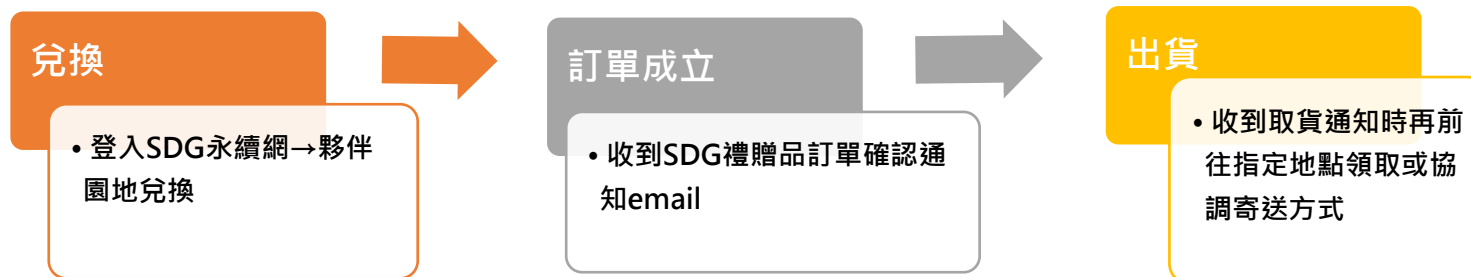 兌換
• 登入SDG永續網→夥伴
園地兌換
訂單成立
• 收到SDG禮贈品訂單確認通
知email
出貨
• 收到取貨通知時再前
往指定地點領取或協
調寄送方式